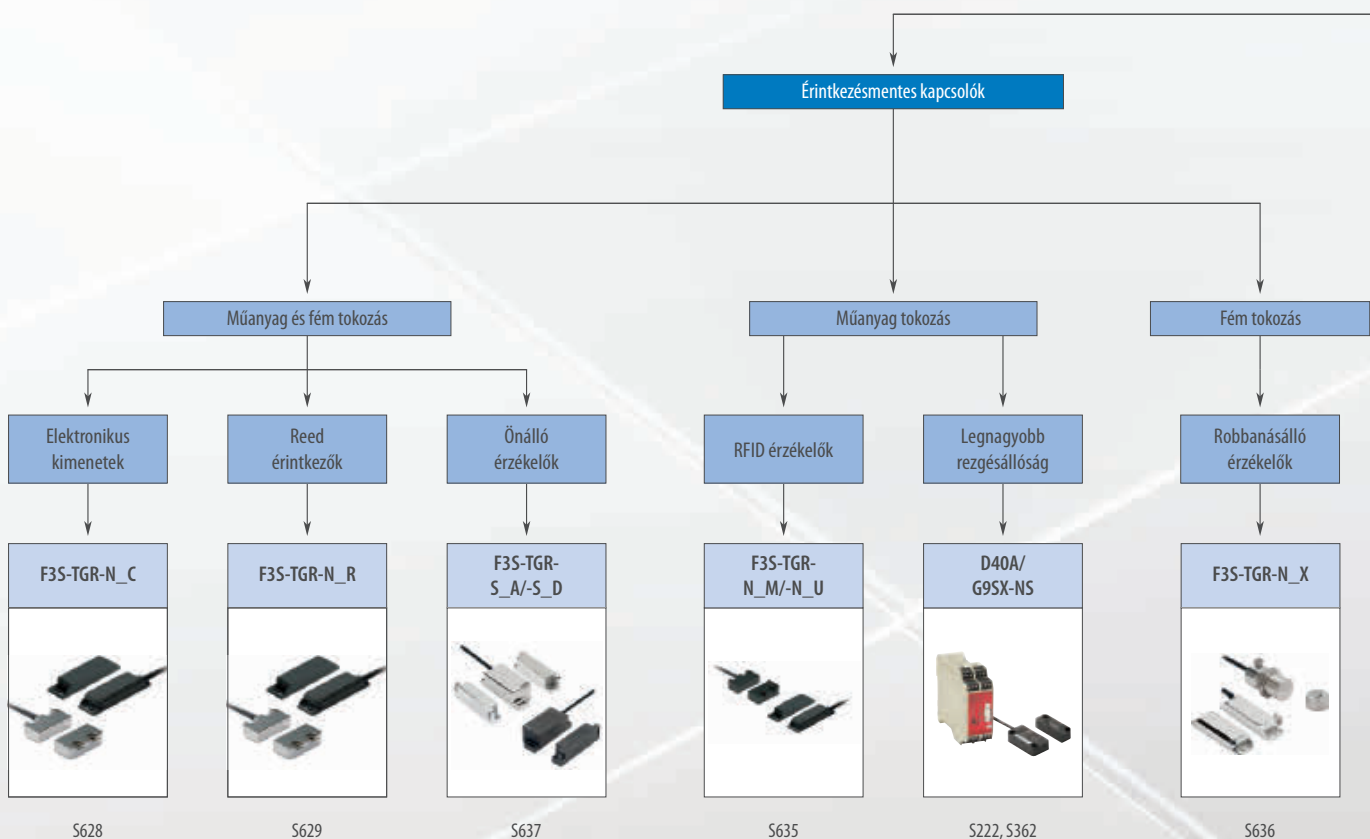 Érintkezésmentes kapcsolók
Műanyag és fém tokozás
Műanyag tokozás
Fém tokozás
Elektronikus
kimenetek
Reed
érintkezők
Önálló
érzékelők
RFID érzékelők
Legnagyobb
rezgésállóság
Robbanásálló
érzékelők
F3S-TGR-N_C
F3S-TGR-N_R
F3S-TGR-
S_A/-S_D
F3S-TGR-
N_M/-N_U
D40A/
G9SX-NS
F3S-TGR-N_X
S628
S629
S637
S635
S222, S362
S636